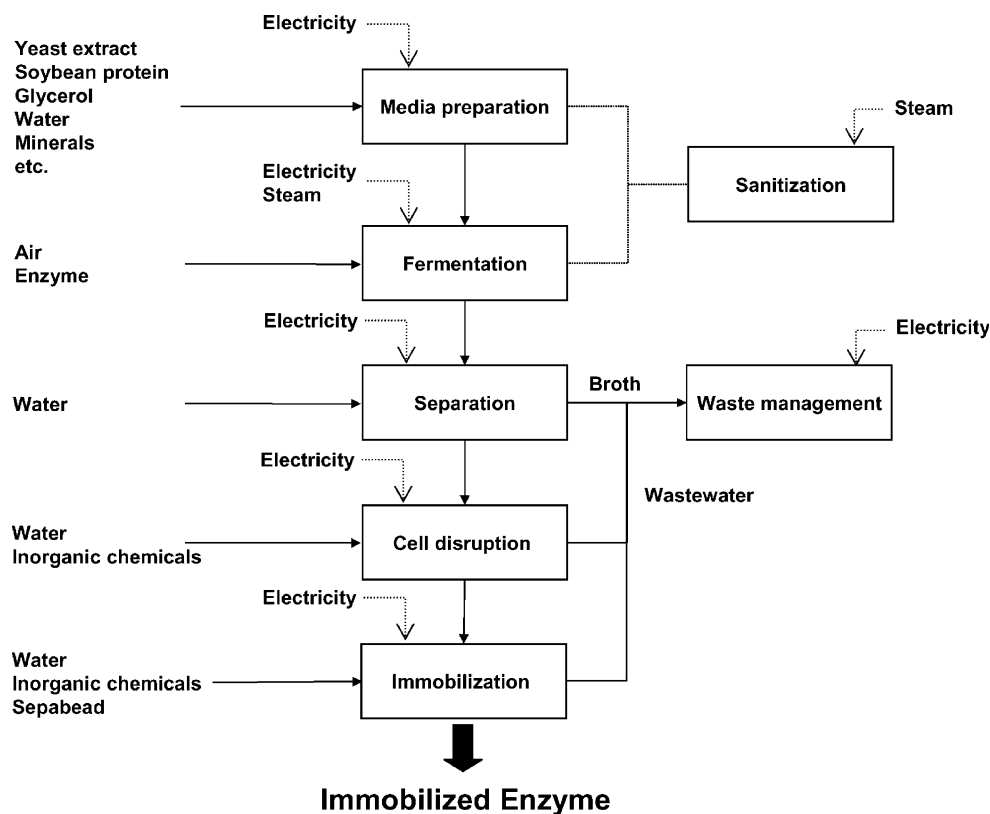 Electricity
Yeast extract
Soybean protein
Glycerol
Water
Minerals
etc.
Media preparation
Steam
Sanitization
Electricity
Steam
Air
Enzyme
Fermentation
Electricity
Water
Separation
Broth
Electricity
Waste management
Electricity
Wastewater
Water
Inorganic chemicals
Cell disruption
Electricity
Water
Inorganic chemicals
Sepabead
Immobilization
Immobilized Enzyme